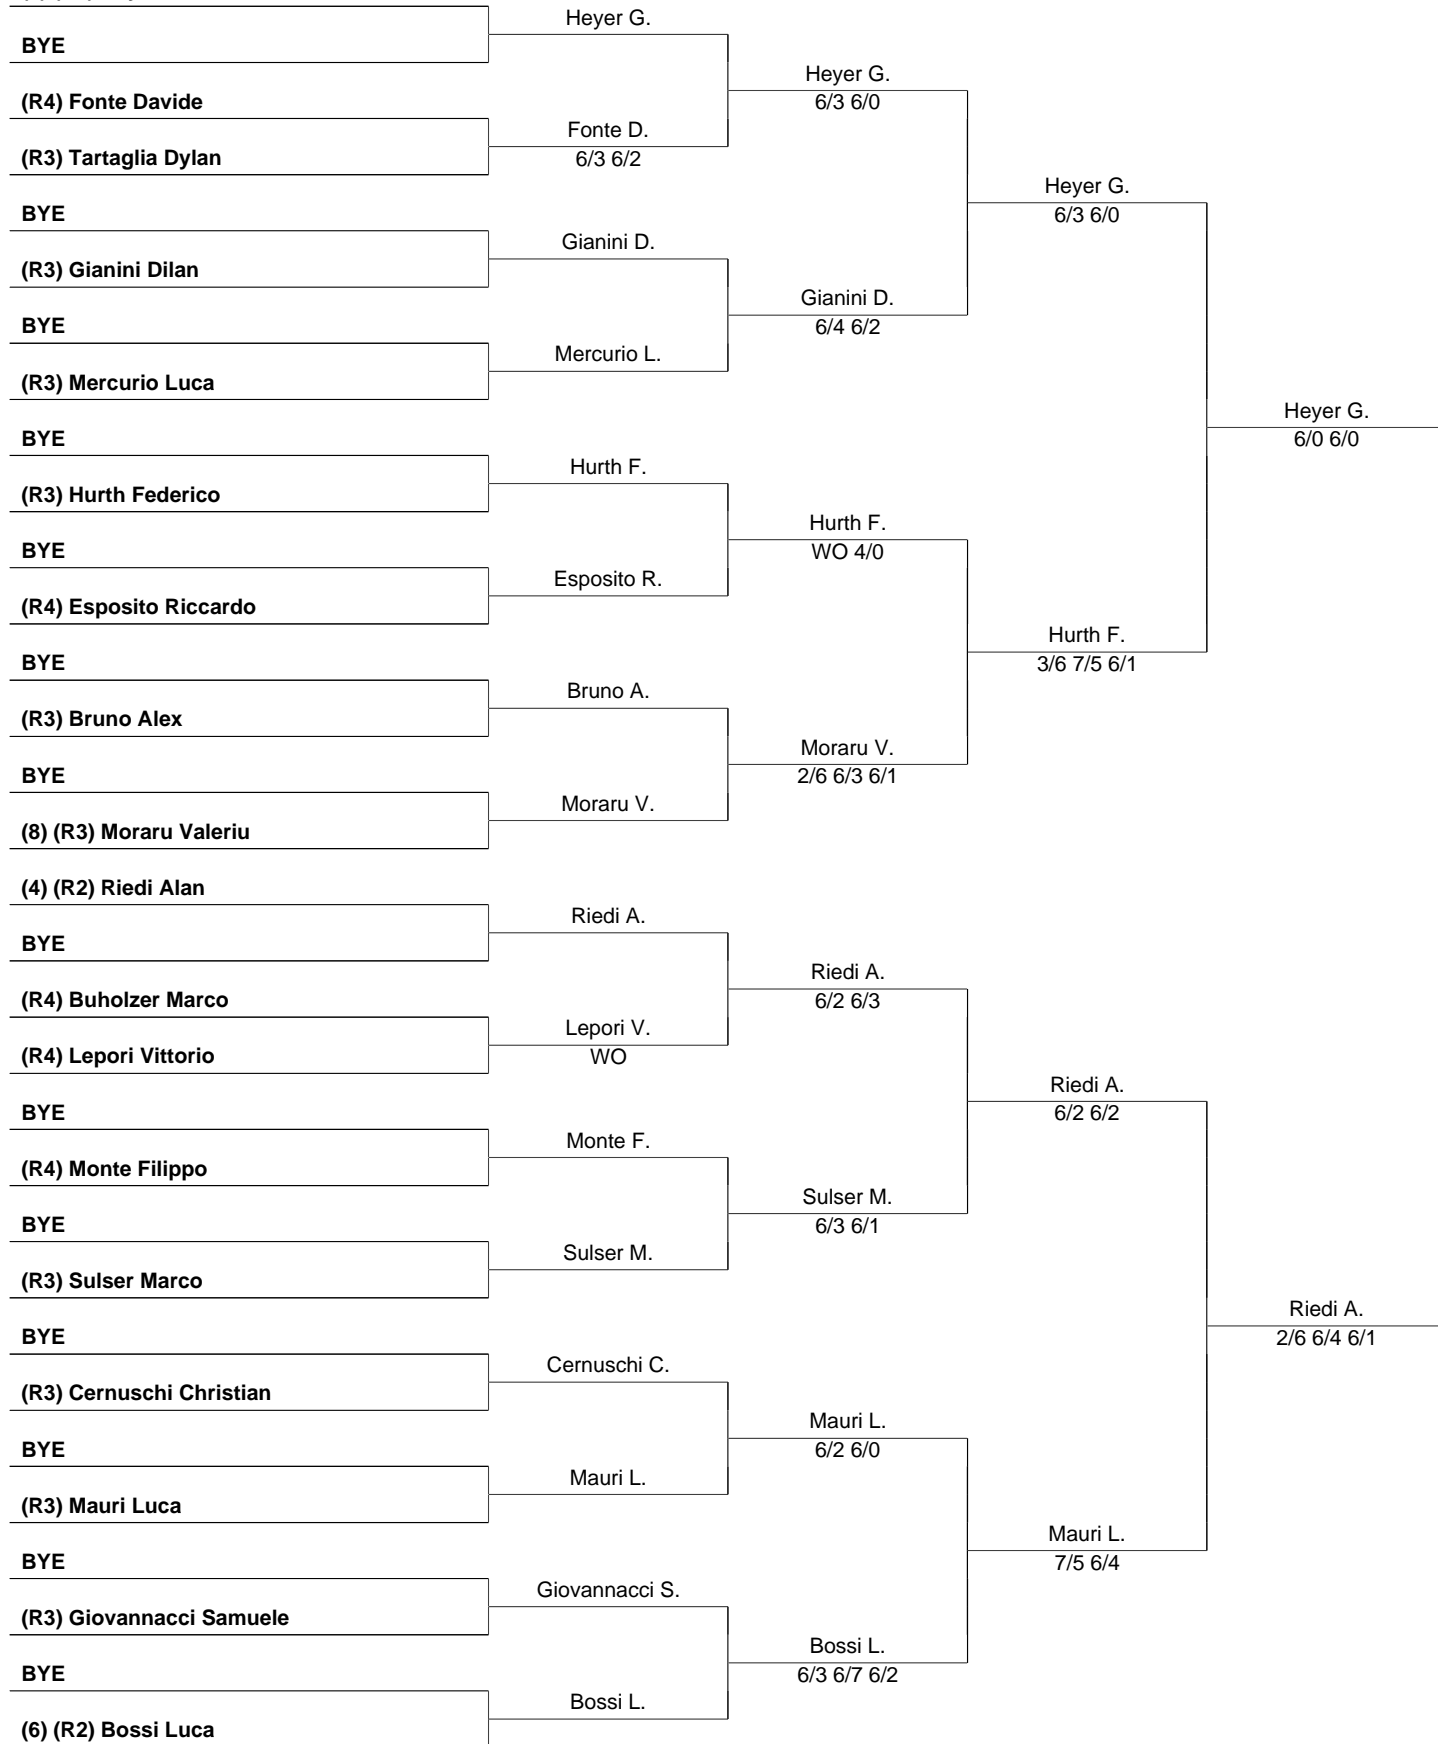 BYE
(R4) Fonte Davide
(R3) Tartaglia Dylan
BYE
(R3) Gianini Dilan
BYE
(R3) Mercurio Luca
BYE
(R3) Hurth Federico
BYE
(R4) Esposito Riccardo
BYE
(R3) Bruno Alex
BYE
(8) (R3) Moraru Valeriu
(4) (R2) Riedi Alan
BYE
(R4) Buholzer Marco
(R4) Lepori Vittorio
BYE
(R4) Monte Filippo
BYE
(R3) Sulser Marco
BYE
(R3) Cernuschi Christian
BYE
(R3) Mauri Luca
BYE
(R3) Giovannacci Samuele
BYE
(6) (R2) Bossi Luca
Heyer G.
Fonte D.
6/3 6/2
Gianini D.
Mercurio L.
Hurth F.
Esposito R.
Bruno A.
Moraru V.
Riedi A.
Lepori V.
WO
Monte F.
Sulser M.
Cernuschi C.
Mauri L.
Giovannacci S.
Bossi L.
Heyer G.
6/3 6/0
Gianini D.
6/4 6/2
Hurth F.
WO 4/0
Moraru V.
2/6 6/3 6/1
Riedi A.
6/2 6/3
Sulser M.
6/3 6/1
Mauri L.
6/2 6/0
Bossi L.
6/3 6/7 6/2
Heyer G.
6/3 6/0
Hurth F.
3/6 7/5 6/1
Riedi A.
6/2 6/2
Mauri L.
7/5 6/4
Heyer G.
6/0 6/0
Riedi A.
2/6 6/4 6/1